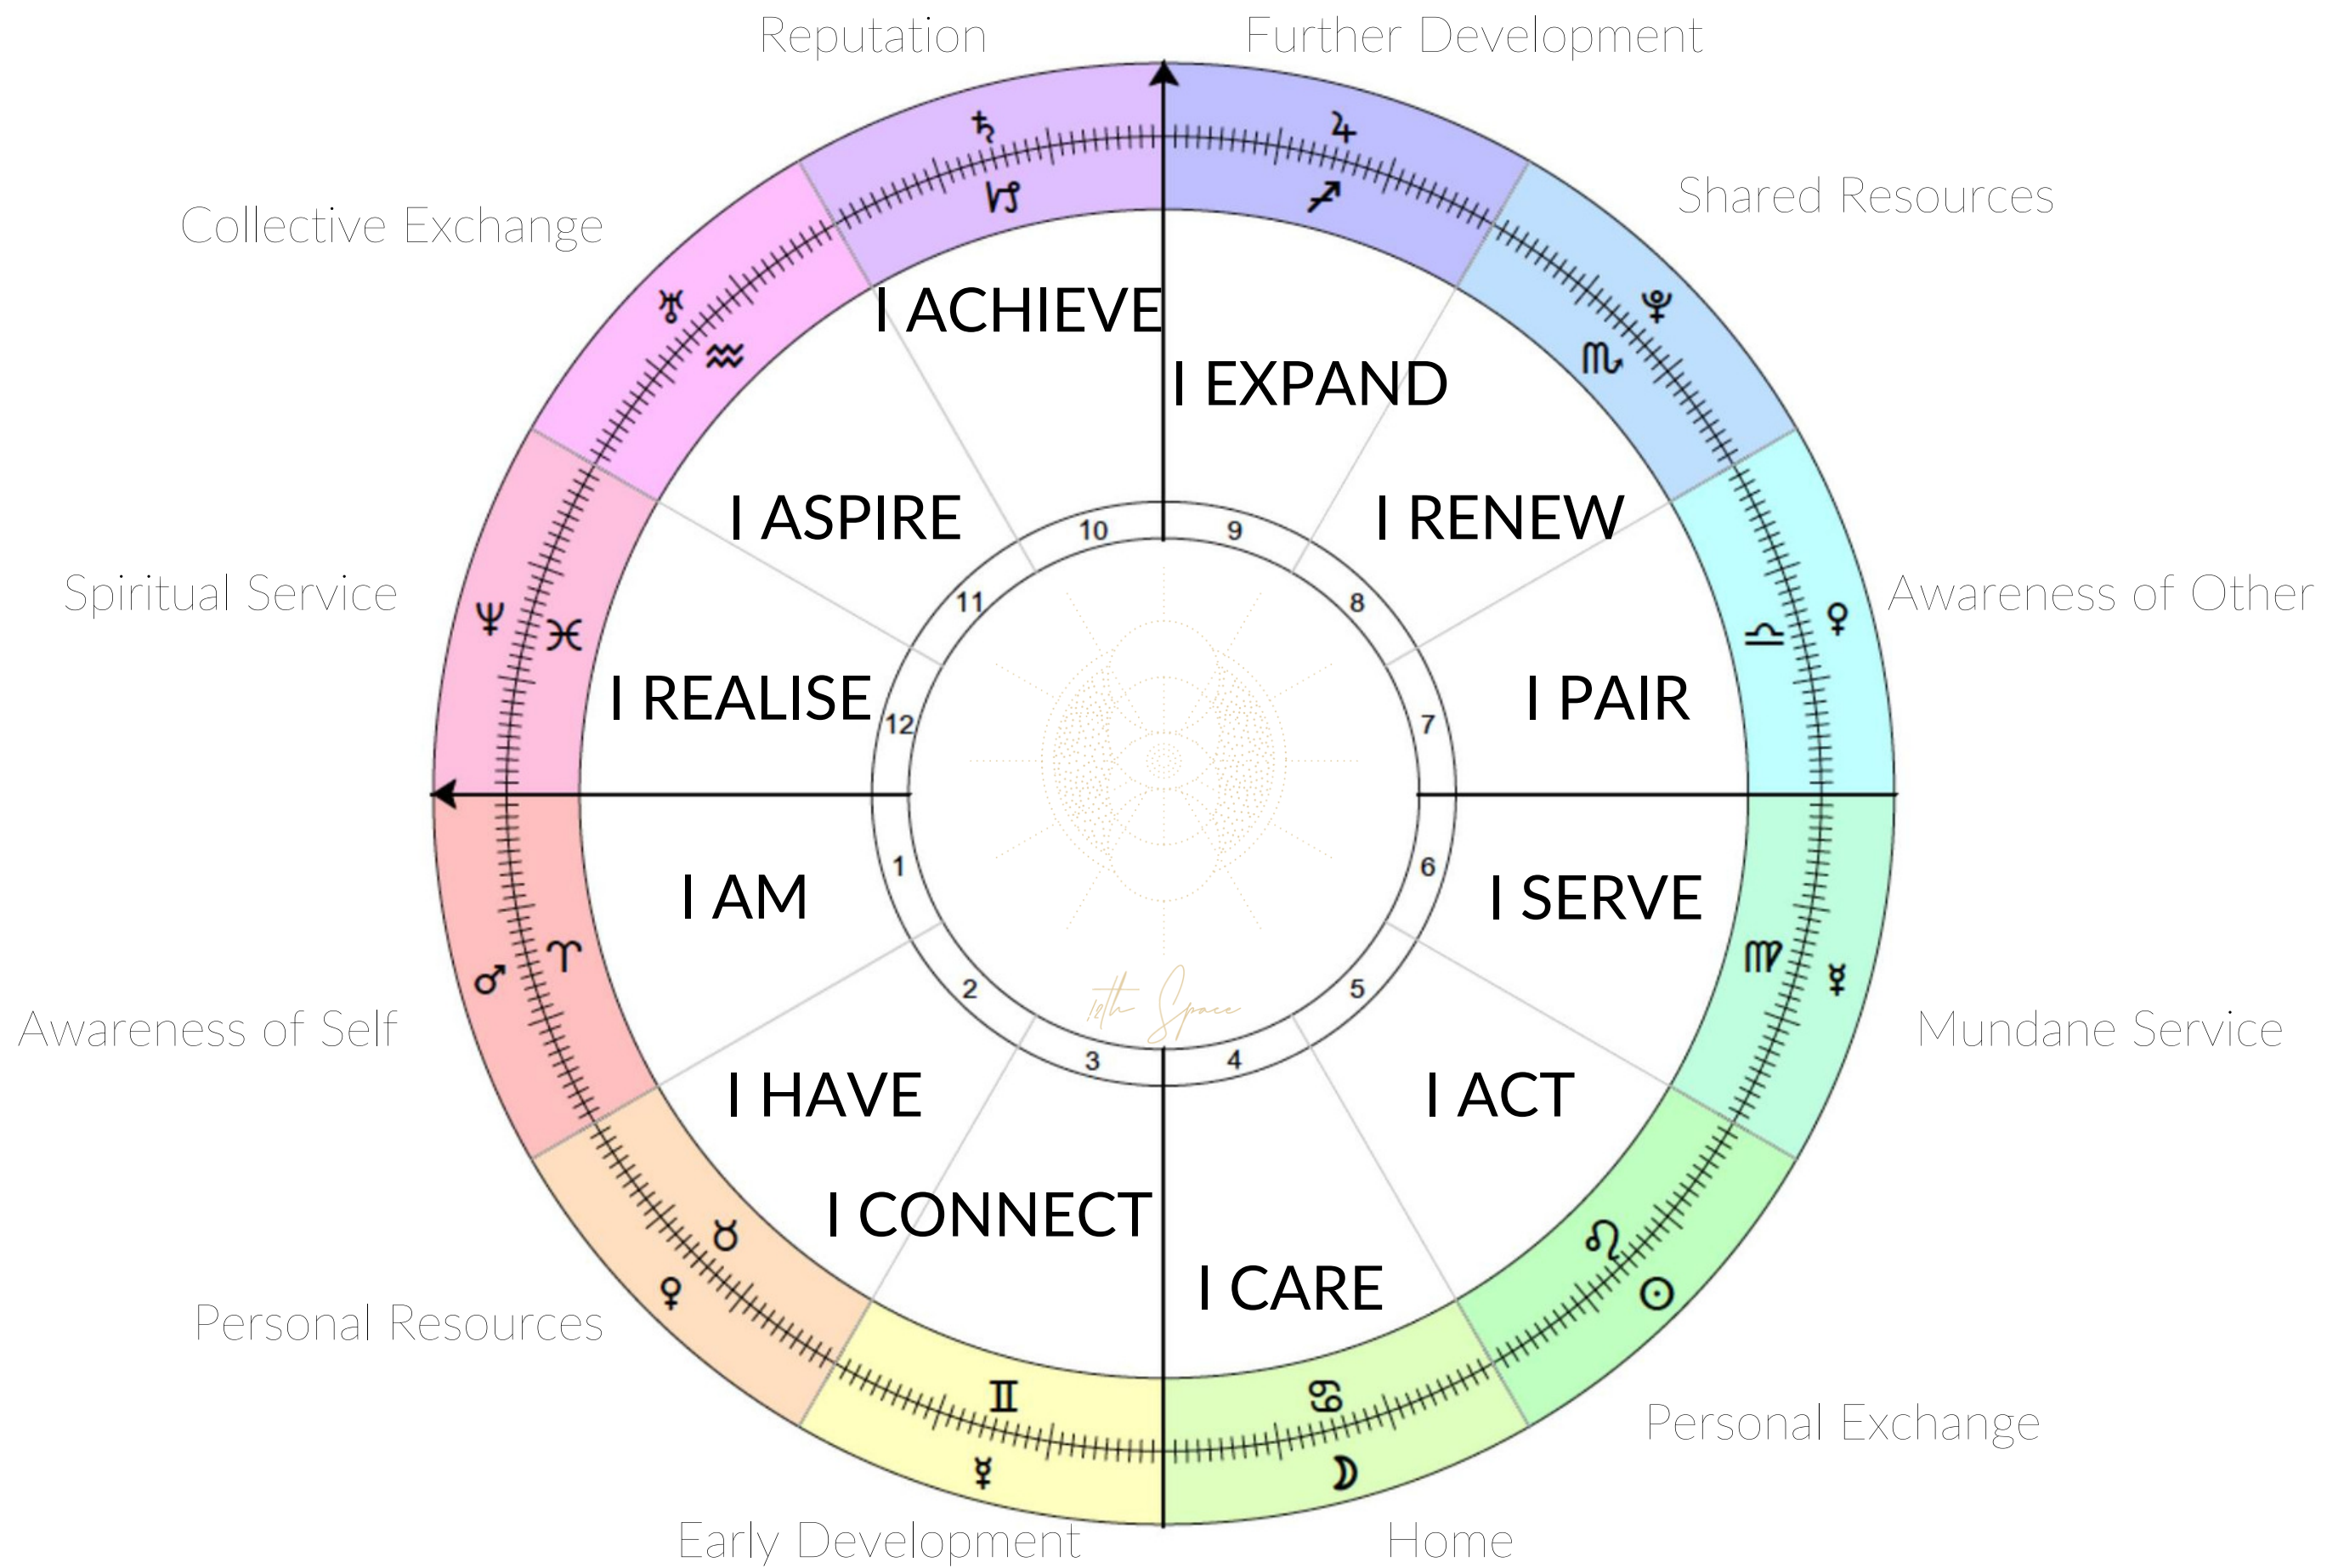 Reputation
Further Development
Collective Exchange
Shared Resources
♄
♃
♑
♐
♅
♒
♇
♏
I ACHIEVE
I EXPAND
I ASPIRE
10
9
I RENEW
Spiritual Service
11
8
Awareness of Other
♆
♓
♎
♀
I REALISE
12
7
I PAIR
I AM
1
6
I SERVE
♂
♈
♍
☿
Awareness of Self
2
5
Mundane Service
12th Space
3
4
I HAVE
I ACT
I CONNECT
I CARE
♉
♀
♌
☉
Personal Resources
Personal Exchange
♊
♋
☿
☽
Early Development
Home